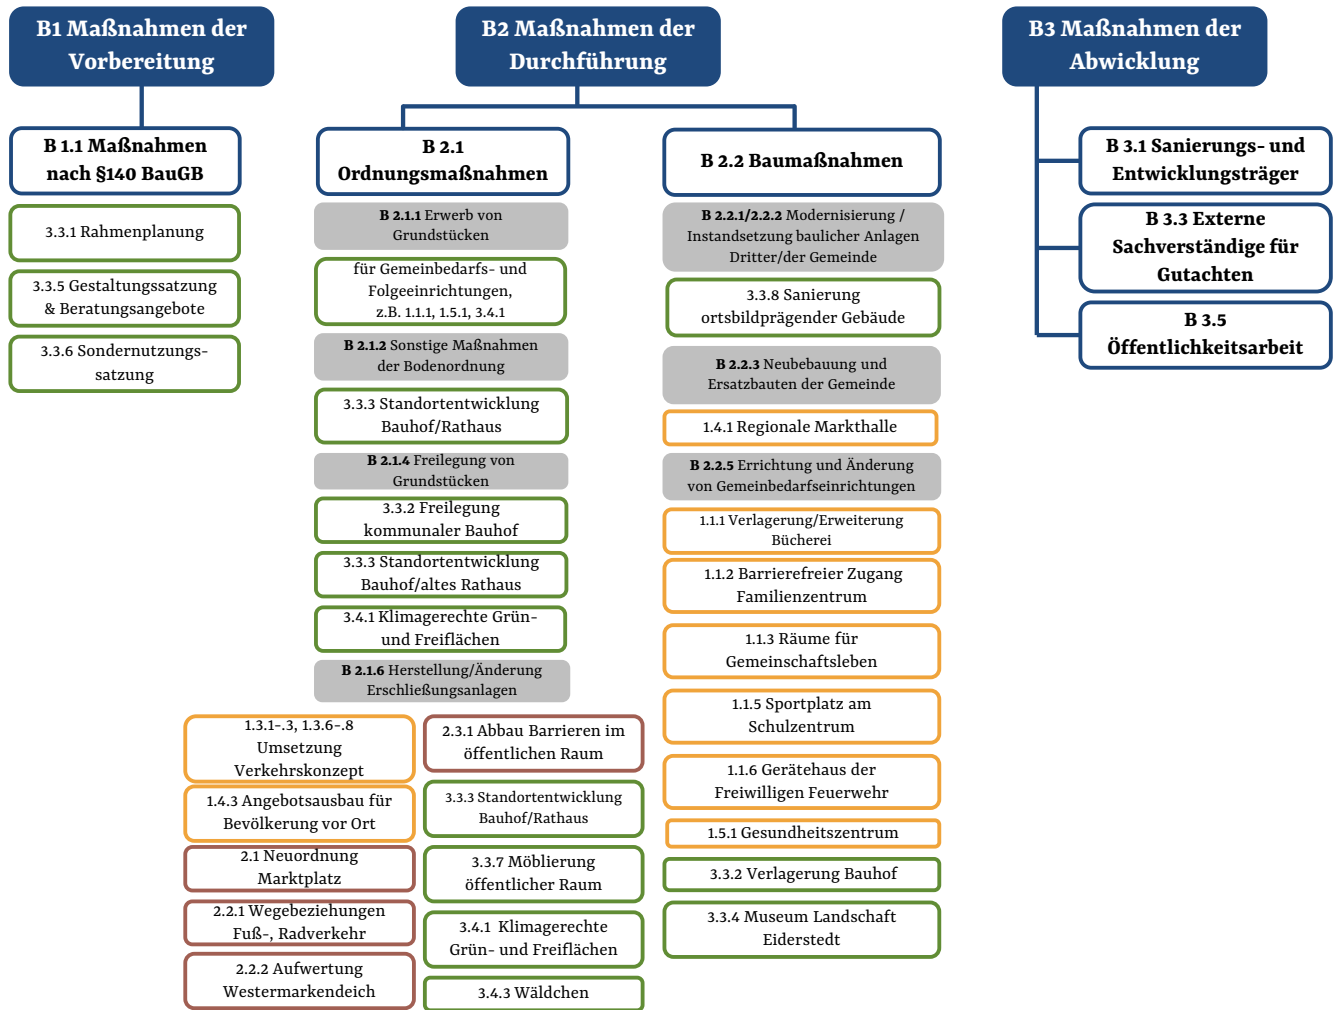 B1 Maßnahmen der
Vorbereitung
B 1.1 Maßnahmen
nach §140 BauGB
3.3.1 Rahmenplanung
3.3.5 Gestaltungssatzung
& Beratungsangebote
3.3.6 Sondernutzungs-
satzung
B2 Maßnahmen der
Durchführung
B 2.1
Ordnungsmaßnahmen
B 2.1.1 Erwerb von
Grundstücken
für Gemeinbedarfs- und
Folgeeinrichtungen,
z.B. 1.1.1, 1.5.1, 3.4.1
B 2.1.2 Sonstige Maßnahmen
der Bodenordnung
3.3.3 Standortentwicklung
Bauhof/Rathaus
B 2.1.4 Freilegung von
Grundstücken
3.3.2 Freilegung
kommunaler Bauhof
3.3.3 Standortentwicklung
Bauhof/altes Rathaus
3.4.1 Klimagerechte Grün-
und Freiflächen
B 2.1.6 Herstellung/Änderung
Erschließungsanlagen
1.3.1-.3, 1.3.6-.8
Umsetzung
Verkehrskonzept
1.4.3 Angebotsausbau für
Bevölkerung vor Ort
2.1 Neuordnung
Marktplatz
2.2.1 Wegebeziehungen
Fuß-, Radverkehr
2.2.2 Aufwertung
Westermarkendeich
2.3.1 Abbau Barrieren im
öffentlichen Raum
3.3.3 Standortentwicklung
Bauhof/Rathaus
3.3.7 Möblierung
öffentlicher Raum
3.4.1 Klimagerechte
Grün- und Freiflächen
3.4.3 Wäldchen
B 2.2 Baumaßnahmen
B 2.2.1/2.2.2 Modernisierung /
Instandsetzung baulicher Anlagen
Dritter/der Gemeinde
3.3.8 Sanierung
ortsbildprägender Gebäude
B 2.2.3 Neubebauung und
Ersatzbauten der Gemeinde
1.4.1 Regionale Markthalle
B 2.2.5 Errichtung und Änderung
von Gemeinbedarfseinrichtungen
1.1.1 Verlagerung/Erweiterung
Bücherei
1.1.2 Barrierefreier Zugang
Familienzentrum
1.1.3 Räume für
Gemeinschaftsleben
1.1.5 Sportplatz am
Schulzentrum
1.1.6 Gerätehaus der
Freiwilligen Feuerwehr
1.5.1 Gesundheitszentrum
3.3.2 Verlagerung Bauhof
3.3.4 Museum Landschaft
Eiderstedt
B3 Maßnahmen der
Abwicklung
B 3.1 Sanierungs- und
Entwicklungsträger
B 3.3 Externe
Sachverständige für
Gutachten
B 3.5
Öffentlichkeitsarbeit